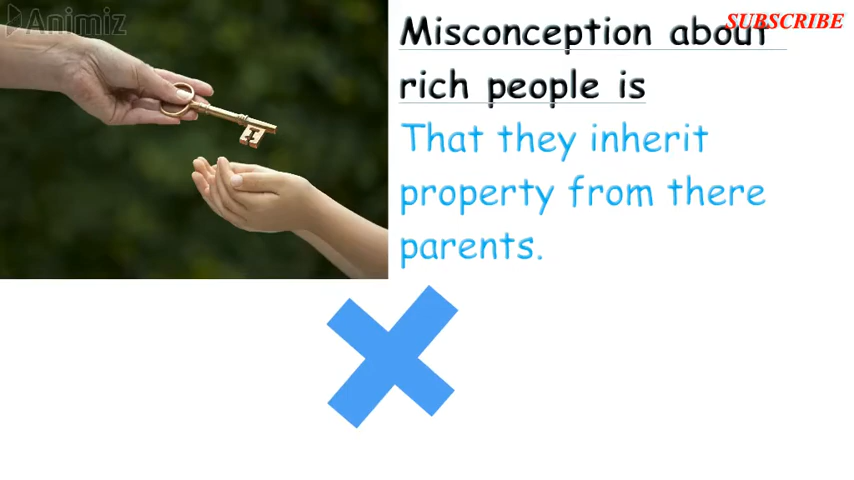 Animiz
SUBSCRIBE
Misconception about
rich people is
That they inherit
property from there
parents.